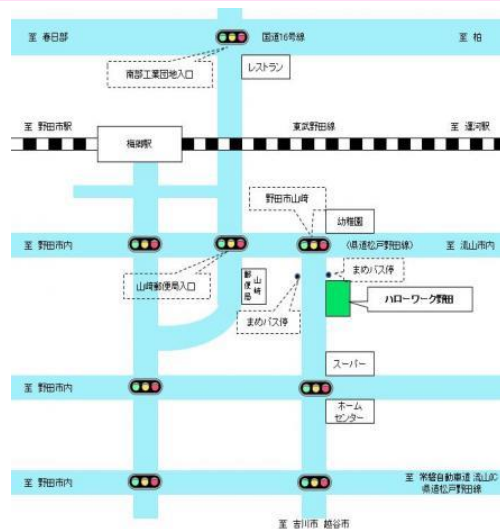 至 春日部
国道16号線
至 柏
南部工業団地入口
レストラン
至 野田市駅
東武野田線
至 運河駅
梅郷駅
野田市山崎
幼稚園
至 野田市内
(県道松戸野田線)
至 流山市内
山崎郵便局入口
山崎
郵便局
まめバス停
まめバス停
ハローワーク野田
スーパー
至 野田市内
ホーム
センター
至 野田市内
至 常磐自動車道 流山IC
県道松戸野田線
至 吉川市 越谷市